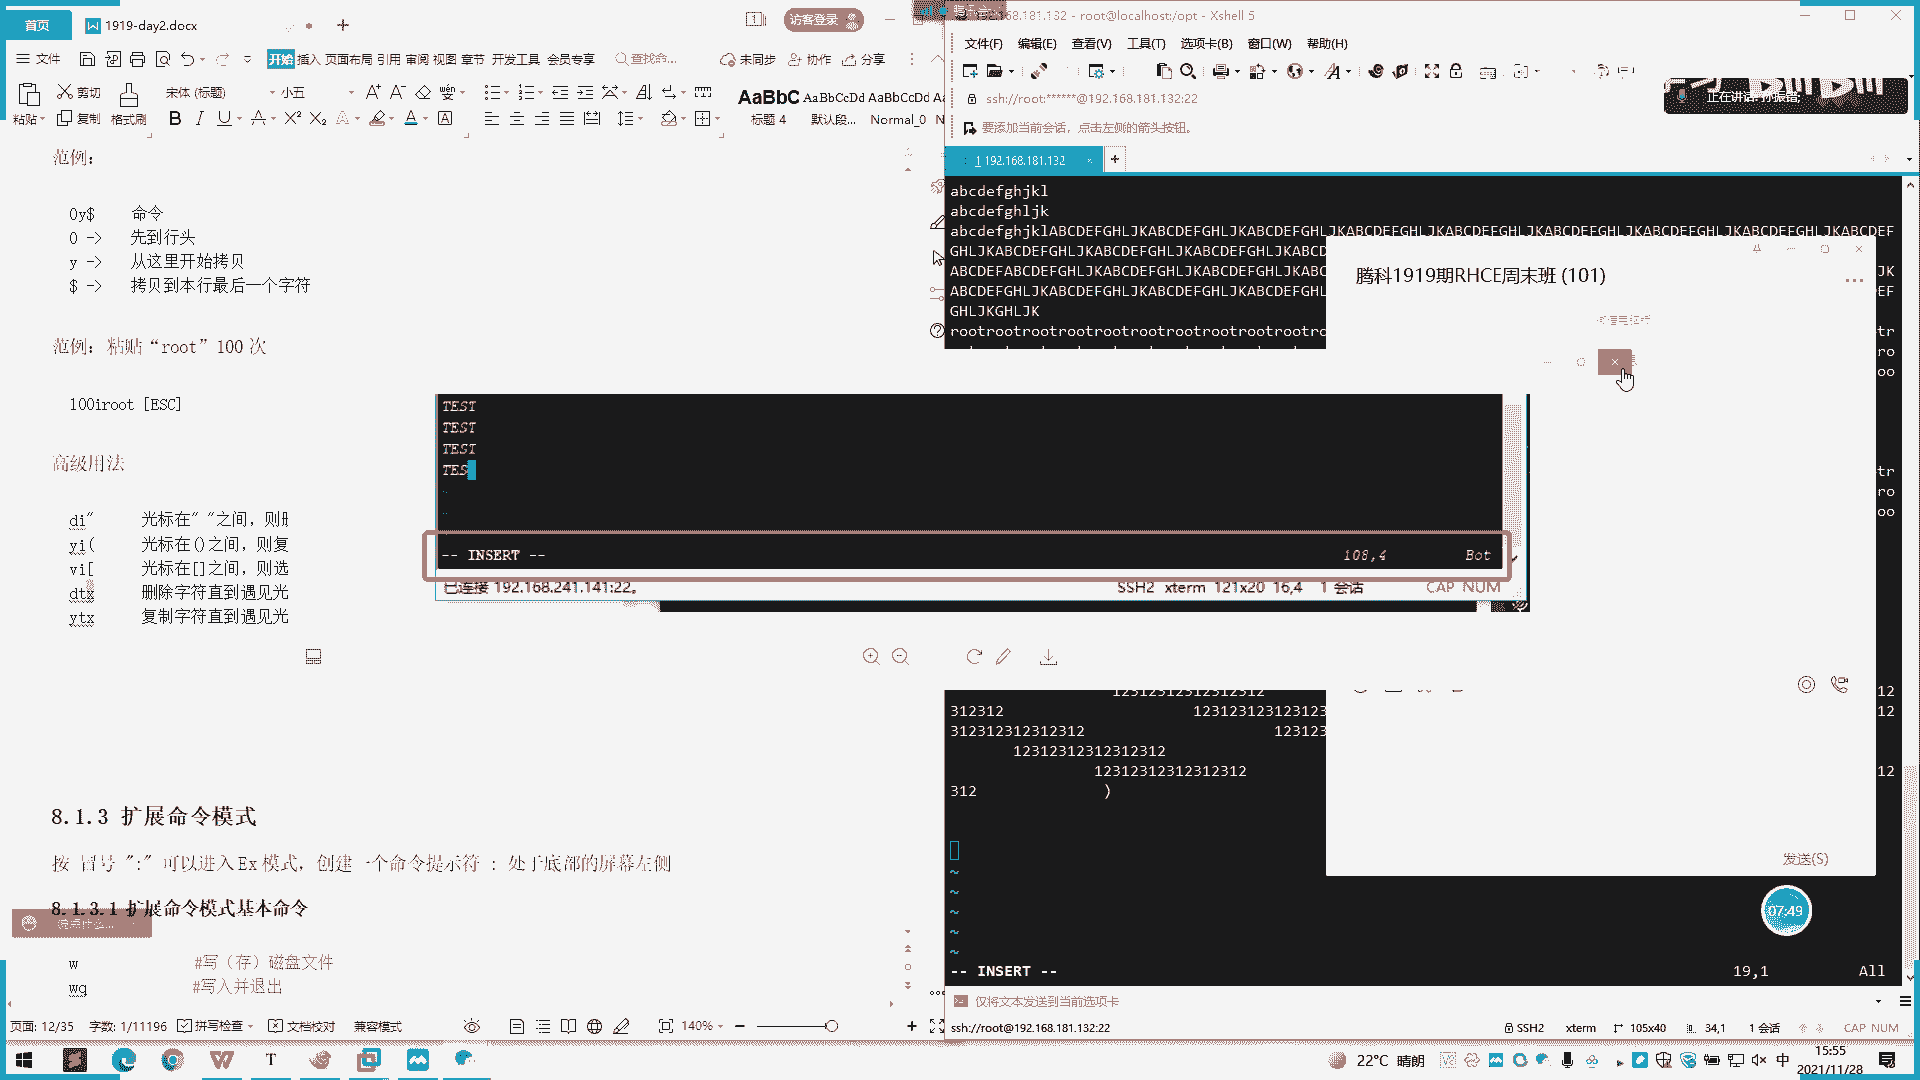 首页
1919-day2.docx
访客登录
文件
开始 插入 页面布局 引用 审阅 视图 章节 开发工具 会员专享
查找命...
未同步 协作 分享
剪切
粘贴 复制 格式刷
宋体 (标题) 小五
AaBbC AaBbCcDd AaBbCcDd
标题 4 默认段... Normal_0
范例:
0y$ 命令
0 -> 先到行头
y -> 从这里开始拷贝
$ -> 拷贝到本行最后一个字符
范例: 粘贴“root”100 次
100iroot [ESC]
高级用法
di" 光标在" "之间, 则
yi( 光标在()之间, 则复
vi[ 光标在[]之间, 则选
dtx 删除字符直到遇见光
ytx 复制字符直到遇见光
8.1.3 扩展命令模式
按 冒号 ":" 可以进入Ex 模式, 创建一个命令提示符 : 处于底部的屏幕左侧
8.1.3.1 扩展命令模式基本命令
w #写（存）磁盘文件
wq #写入并退出
页面: 12/35 字数: 1/11196 拼写检查 文档校对 兼容模式 140%
192.168.181.132 - root@localhost:/opt - Xshell 5
文件(F) 编辑(E) 查看(V) 工具(T) 选项卡(B) 窗口(W) 帮助(H)
ssh://root:******@192.168.181.132:22
要添加当前会话，点击左侧的箭头按钮。
1 192.168.181.132
abcdefghjkl
abcdefghljk
abcdefghjklABCDEFGHLJKABCDEFGHLJKABCDEFGHLJKABCDEFGHLJKABCDEFGHLJKABCDEFGHLJKABCDEFGHLJKABCDEFGHLJKABCDEF
GHLJKABCDEFGHLJKABCDEFGHLJKABCD
ABCDEFABCDEFGHLJKABCDEFGHLJKABC
ABCDEFGHLJKABCDEFGHLJKABCDEFGHL
GHLJKGHLJK
腾科1919期RHCE周末班 (101)
TEST
TEST
TEST
TES
-- INSERT -- 108,4 Bot
已连接 192.168.241.141:22。 SSH2 xterm 121x20 16,4 1 会话 CAP NUM
12312312312312312
312312
312312312312312
12312312312312312
12312312312312312
312 )
发送(S)
07:49
~
~
~
~
~
-- INSERT -- 19,1 All
仅将文本发送到当前选项卡
ssh://root@192.168.181.132:22 SSH2 xterm 105x40 34,1 1 会话 CAP NUM
22°C 晴朗 中 15:55
2021/11/28